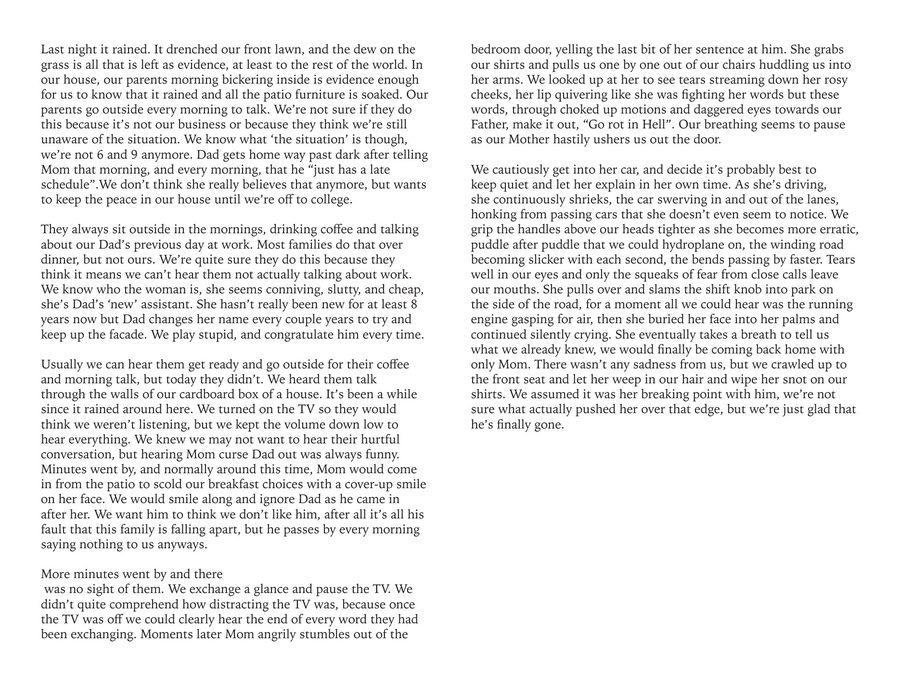 Last night it rained. It drenched our front lawn, and the dew on the
grass is all that is left as evidence, at least to the rest of the world. In
our house, our parents morning bickering inside is evidence enough
for us to know that it rained and all the patio furniture is soaked. Our
parents go outside every morning to talk. We're not sure if they do
this because it's not our business or because they think we're still
unaware of the situation. We know what ‘the situation’ is though,
we're not 6 and 9 anymore. Dad gets home way past dark after telling
Mom that morning, and every morning, that he “just has a late
schedule”.We don't think she really believes that anymore, but wants
to keep the peace in our house until we're off to college.

They always sit outside in the mornings, drinking coffee and talking
about our Dad's previous day at work. Most families do that over
dinner, but not ours. We're quite sure they do this because they
think it means we can't hear them not actually talking about work.
We know who the woman is, she seems conniving, slutty, and cheap,
she's Dad's ‘new’ assistant. She hasn't really been new for at least 8
years now but Dad changes her name every couple years to try and
keep up the facade. We play stupid, and congratulate him every time.

Usually we can hear them get ready and go outside for their coffee
and morning talk, but today they didn't. We heard them talk
through the walls of our cardboard box of a house. It's been a while
since it rained around here. We turned on the TV so they would
think we weren't listening, but we kept the volume down low to
hear everything. We knew we may not want to hear their hurtful
conversation, but hearing Mom curse Dad out was always funny.
Minutes went by, and normally around this time, Mom would come
in from the patio to scold our breakfast choices with a cover-up smile
on her face. We would smile along and ignore Dad as he came in
after her. We want him to think we don't like him, after all it's all his
fault that this family is falling apart, but he passes by every morning
saying nothing to us anyways.

More minutes went by and there
was no sight of them. We exchange a glance and pause the TV. We
didn't quite comprehend how distracting the TV was, because once
the TV was off we could clearly hear the end of every word they had
been exchanging. Moments later Mom angrily stumbles out of the
bedroom door, yelling the last bit of her sentence at him. She grabs
our shirts and pulls us one by one out of our chairs huddling us into
her arms. We looked up at her to see tears streaming down her rosy
cheeks, her lip quivering like she was fighting her words but these
words, through choked up motions and daggered eyes towards our
Father, make it out, “Go rot in Hell”. Our breathing seems to pause
as our Mother hastily ushers us out the door.

We cautiously get into her car, and decide it's probably best to
keep quiet and let her explain in her own time. As she's driving,
she continuously shrieks, the car swerving in and out of the lanes,
honking from passing cars that she doesn't even seem to notice. We
grip the handles above our heads tighter as she becomes more erratic,
puddle after puddle that we could hydroplane on, the winding road
becoming slicker with each second, the bends passing by faster. Tears
well in our eyes and only the squeaks of fear from close calls leave
our mouths. She pulls over and slams the shift knob into park on
the side of the road, for a moment all we could hear was the running
engine gasping for air, then she buried her face into her palms and
continued silently crying. She eventually takes a breath to tell us
what we already knew, we would finally be coming back home with
only Mom. There wasn't any sadness from us, but we crawled up to
the front seat and let her weep in our hair and wipe her snot on our
shirts. We assumed it was her breaking point with him, we're not
sure what actually pushed her over that edge, but we're just glad that
he's finally gone.